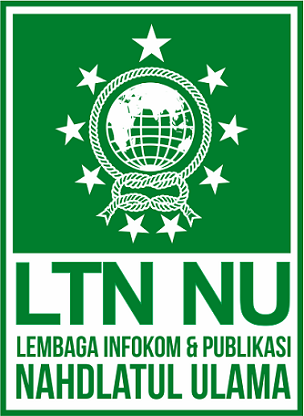 LTN NU
LEMBAGA INFOKOM & PUBLIKASI
NAHDLATUL ULAMA